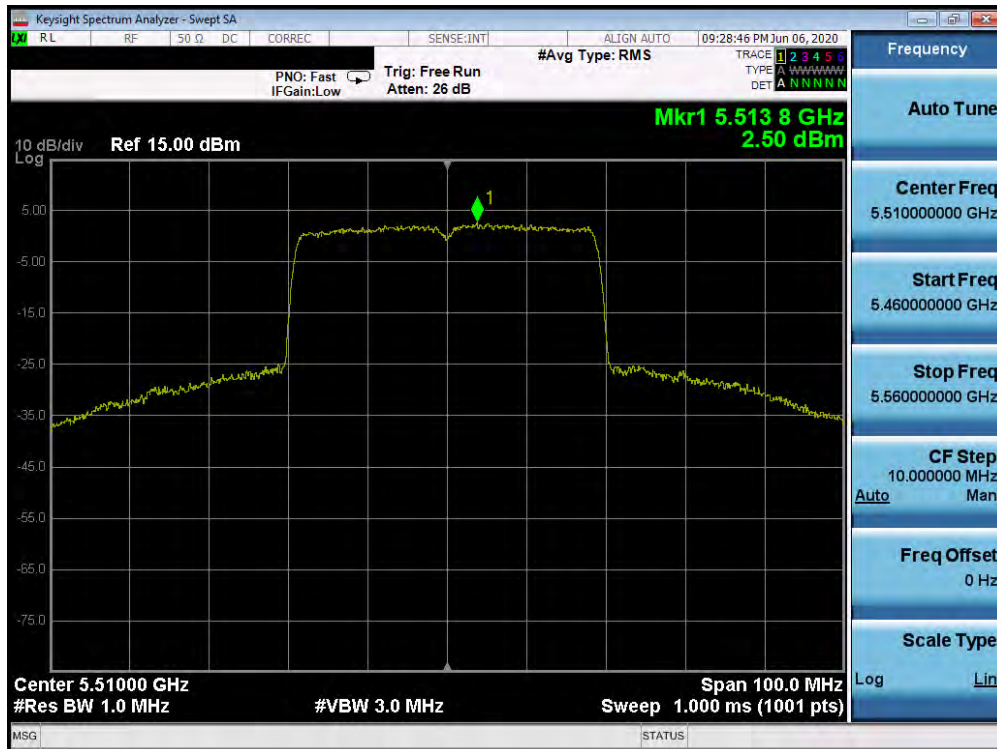 Keysight Spectrum Analyzer - Swept SA
LXI RL RF 50 Ω DC CORREC SENSE:INT ALIGN AUTO 09:28:46 PM Jun 06, 2020
#Avg Type: RMS TRACE 1 2 3 4 5 6
PNO: Fast Trig: Free Run TYPE A WWWWW
IFGain:Low Atten: 26 dB DET A N N N N N
Mkr1 5.513 8 GHz
2.50 dBm
10 dB/div Ref 15.00 dBm
Log
1
5.00
-5.00
-15.0
-25.0
-35.0
-45.0
-55.0
-65.0
-75.0
Center 5.51000 GHz Span 100.0 MHz
#Res BW 1.0 MHz #VBW 3.0 MHz Sweep 1.000 ms (1001 pts)
MSG STATUS
Frequency
Auto Tune
Center Freq
5.510000000 GHz
Start Freq
5.460000000 GHz
Stop Freq
5.560000000 GHz
CF Step
10.000000 MHz
Auto Man
Freq Offset
0 Hz
Scale Type
Log Lin